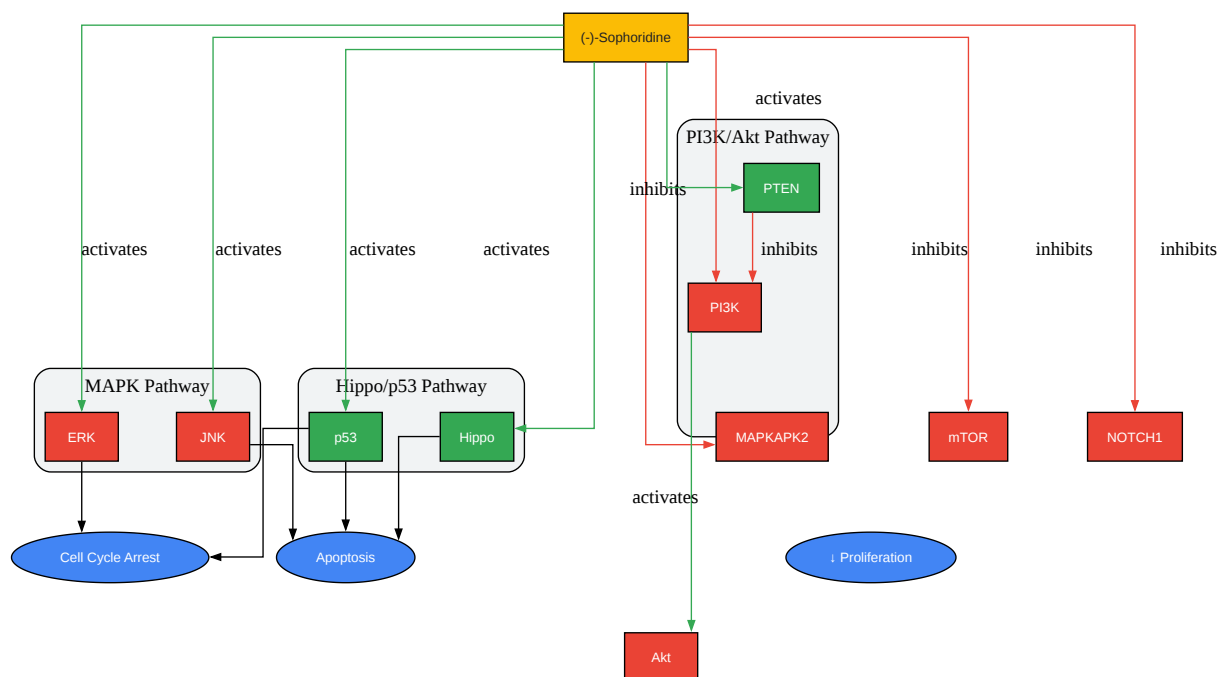 (-)-Sophoridine
activates
PI3K/Akt Pathway
PTEN
inhibits
activates
activates
activates
activates
inhibits
inhibits
inhibits
inhibits
PI3K
MAPK Pathway
Hippo/p53 Pathway
ERK
JNK
p53
Hippo
MAPKAPK2
mTOR
NOTCH1
activates
Cell Cycle Arrest
Apoptosis
↓ Proliferation
Akt